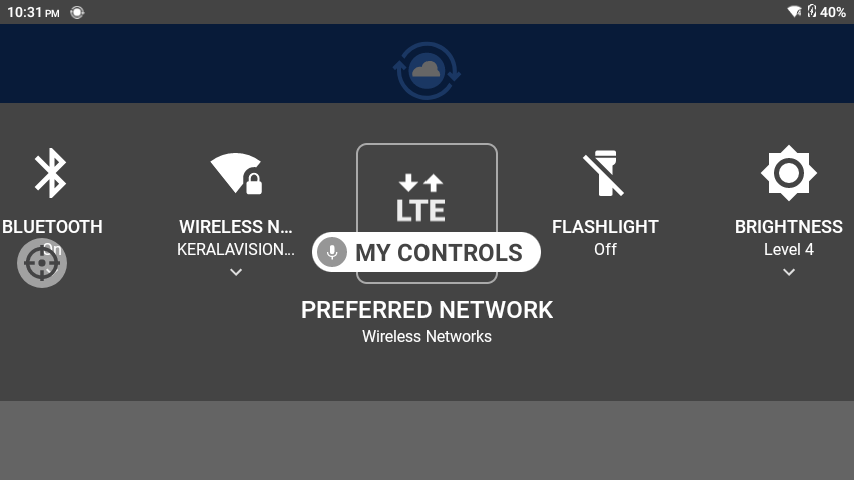 10:31 PM
40%
BLUETOOTH
On
WIRELESS N...
KERALAVISION...
LTE
FLASHLIGHT
Off
BRIGHTNESS
Level 4
MY CONTROLS
PREFERRED NETWORK
Wireless Networks